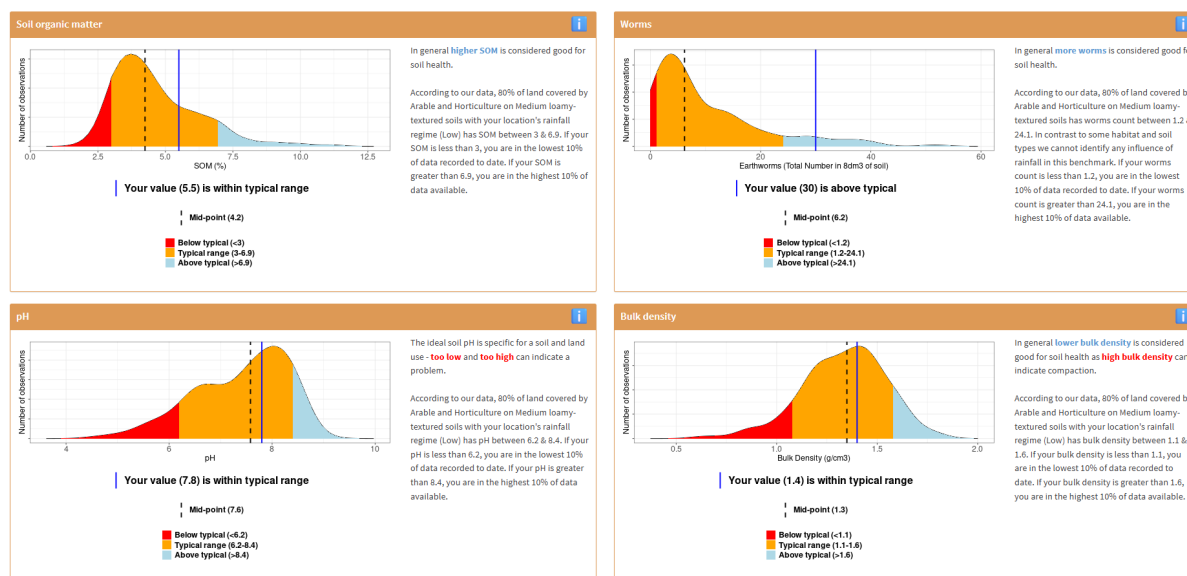 Soil organic matter
i
Number of observations
0.0 2.5 5.0 7.5 10.0 12.5
SOM (%)
Your value (5.5) is within typical range
Mid-point (4.2)
Below typical (<3)
Typical range (3-6.9)
Above typical (>6.9)
In general higher SOM is considered good for
soil health.
According to our data, 80% of land covered by
Arable and Horticulture on Medium loamy-
textured soils with your location's rainfall
regime (Low) has SOM between 3 & 6.9. If your
SOM is less than 3, you are in the lowest 10%
of data recorded to date. If your SOM is
greater than 6.9, you are in the highest 10% of
data available.
Worms
i
Number of observations
0 20 40 60
Earthworms (Total Number in 8dm3 of soil)
Your value (30) is above typical
Mid-point (6.2)
Below typical (<1.2)
Typical range (1.2-24.1)
Above typical (>24.1)
In general more worms is considered good
soil health.
According to our data, 80% of land covered
Arable and Horticulture on Medium loamy-
textured soils has worms count between 1.2 &
24.1. In contrast to some habitat and soil
types we cannot identify any influence of
rainfall in this benchmark. If your worms
count is less than 1.2, you are in the lowest
10% of data recorded to date. If your worms
count is greater than 24.1, you are in the
highest 10% of data available.
pH
i
Number of observations
4 6 8 10
pH
Your value (7.8) is within typical range
Mid-point (7.6)
Below typical (<6.2)
Typical range (6.2-8.4)
Above typical (>8.4)
The ideal soil pH is specific for a soil and land
use - too low and too high can indicate a
problem.
According to our data, 80% of land covered by
Arable and Horticulture on Medium loamy-
textured soils with your location's rainfall
regime (Low) has pH between 6.2 & 8.4. If your
pH is less than 6.2, you are in the lowest 10%
of data recorded to date. If your pH is greater
than 8.4, you are in the highest 10% of data
available.
Bulk density
i
Number of observations
0.5 1.0 1.5 2.0
Bulk Density (g/cm3)
Your value (1.4) is within typical range
Mid-point (1.3)
Below typical (<1.1)
Typical range (1.1-1.6)
Above typical (>1.6)
In general lower bulk density is considered
good for soil health as high bulk density can
indicate compaction.
According to our data, 80% of land covered
Arable and Horticulture on Medium loamy-
textured soils with your location's rainfall
regime (Low) has bulk density between 1.1 &
1.6. If your bulk density is less than 1.1, you
are in the lowest 10% of data recorded to
date. If your bulk density is greater than 1.6,
you are in the highest 10% of data available.